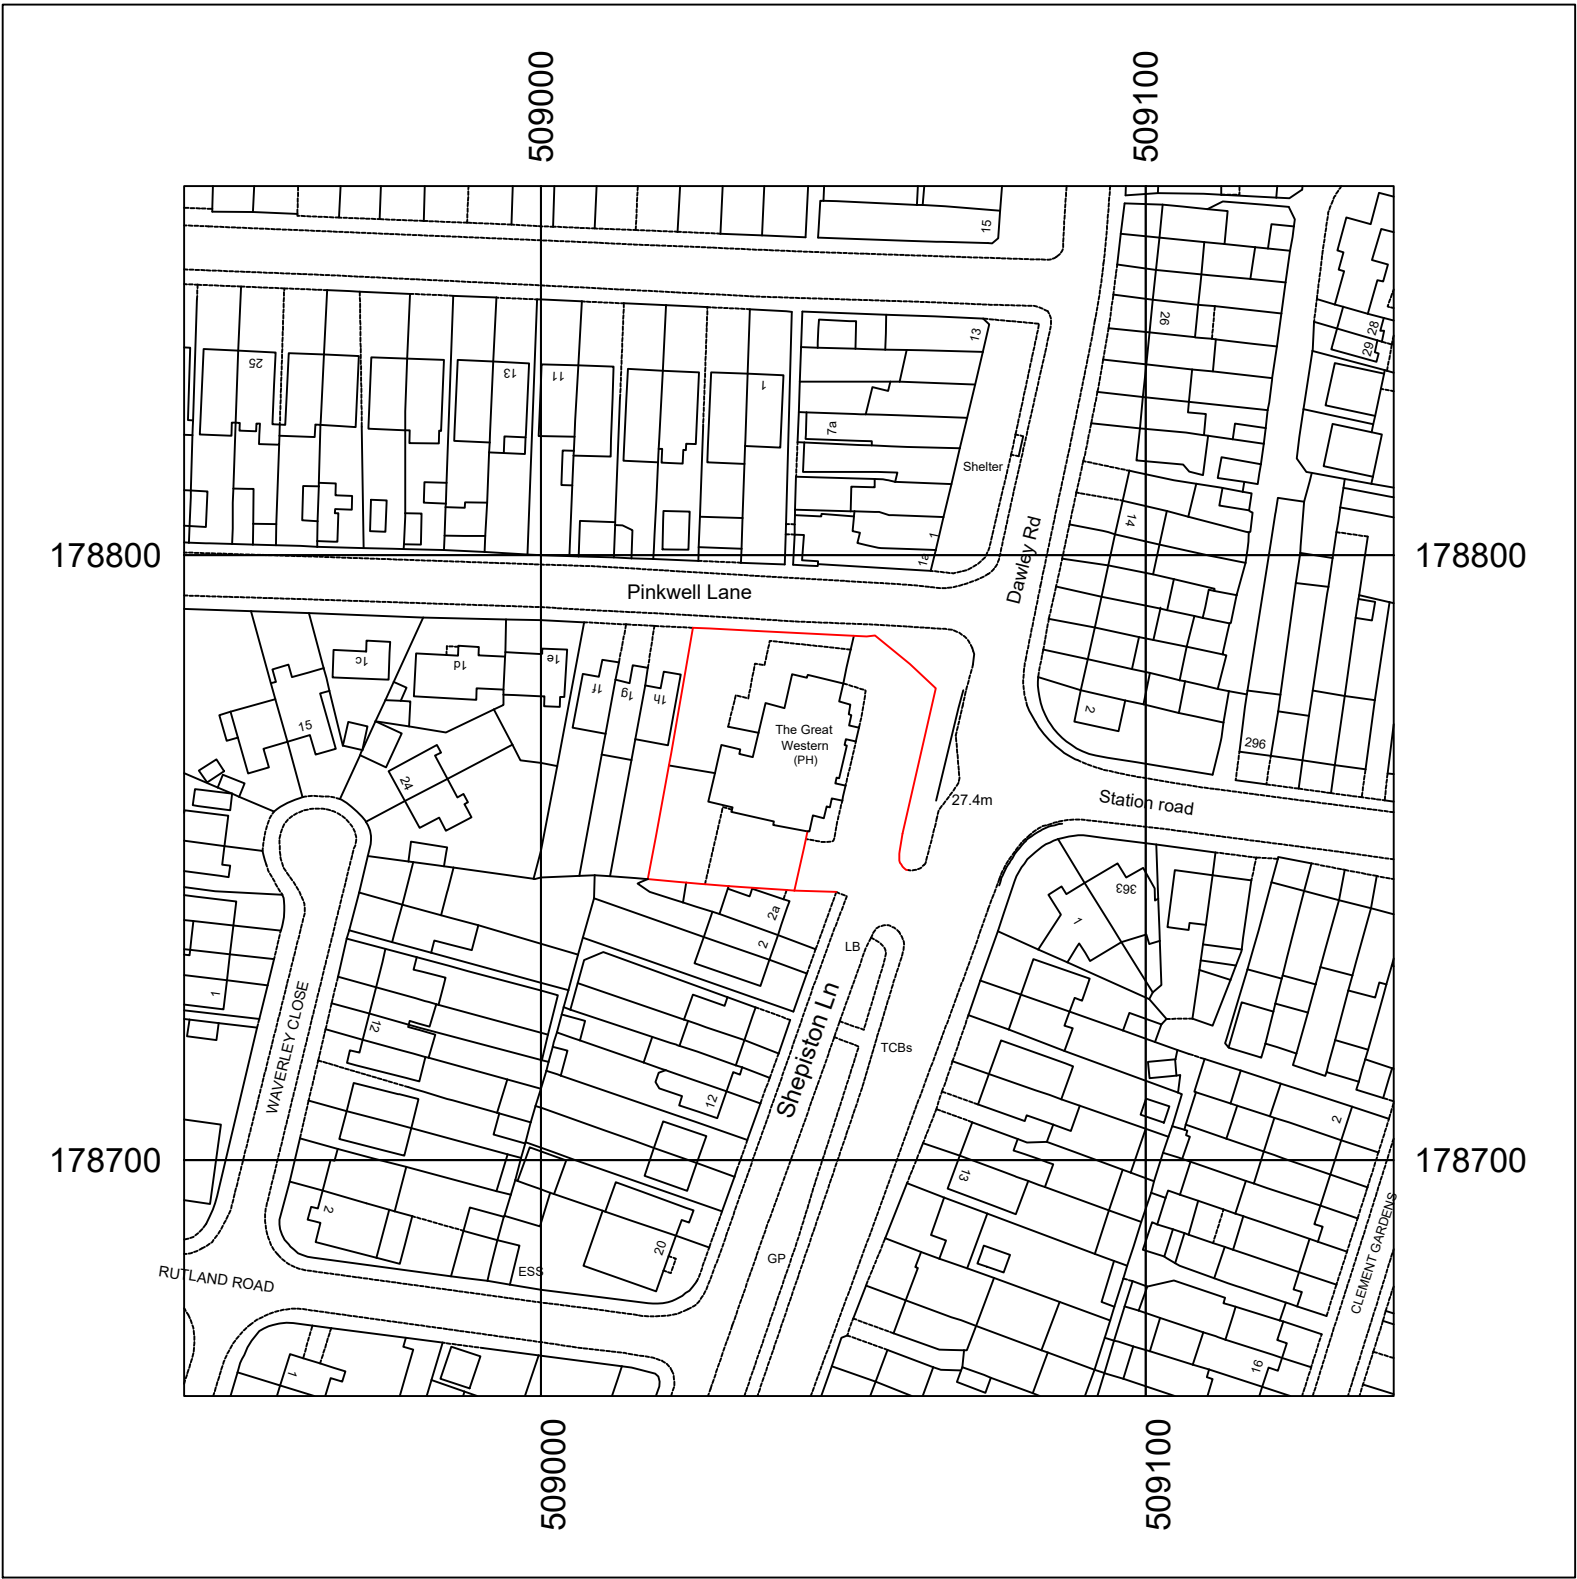 509000
509100
15
26
28
29
13
25
13
11
1
7a
Shelter
14
1
1a
178800
178800
Dawley Rd
Pinkwell Lane
1c
1d
1e
1f
1g
1h
2
15
The Great
Western
(PH)
296
24
27.4m
Station road
363
1
2a
2
LB
1
WAVERLEY CLOSE
12
Shepiston Ln
TCBs
12
2
178700
178700
13
2
20
GP
ESS
RUTLAND ROAD
CLEMENT GARDENS
1
16
509000
509100